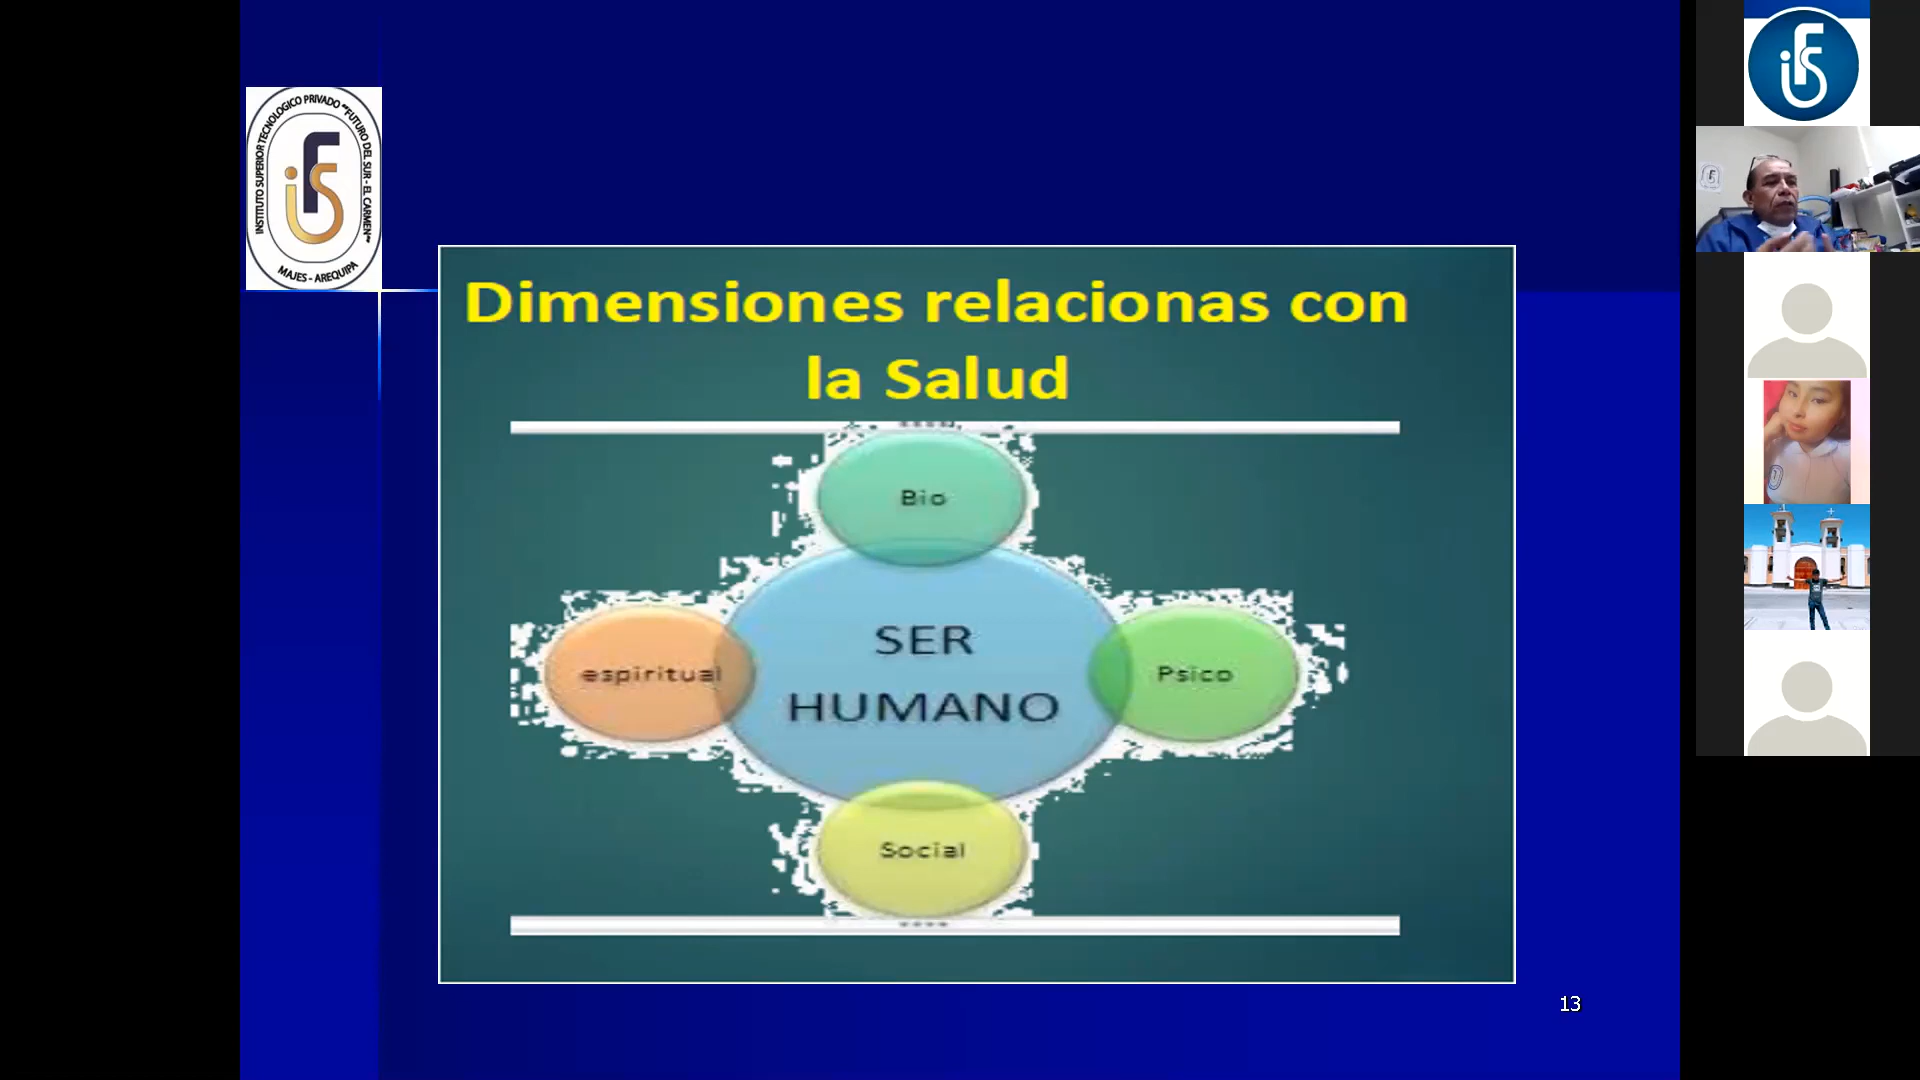 INSTITUTO SUPERIOR TECNOLOGICO PRIVADO "FUTURO DEL SUR - EL CARMEN"
MAJES - AREQUIPA
Dimensiones relacionas con
la Salud
Bio
SER
HUMANO
espiritual
Psico
Social
13